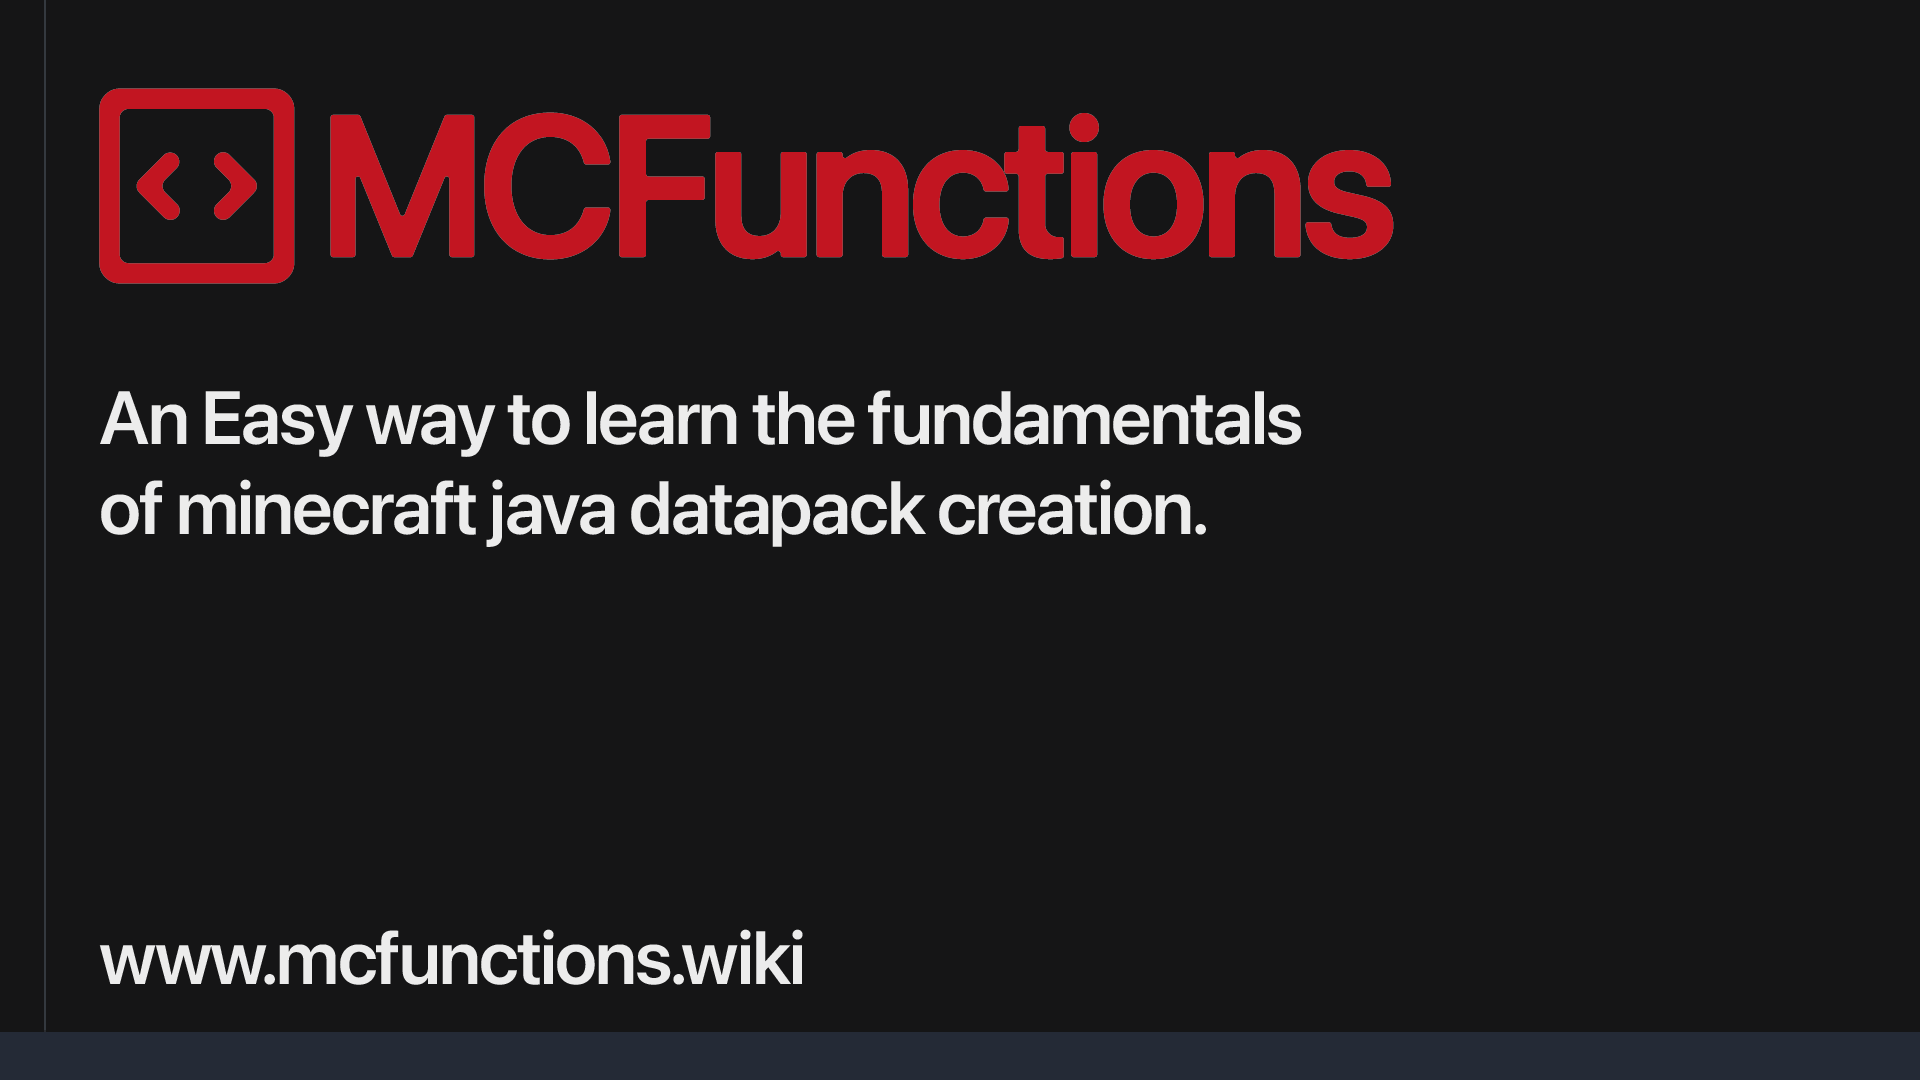 MCFunctions
An Easy way to learn the fundamentals
of minecraft java datapack creation.
www.mcfunctions.wiki